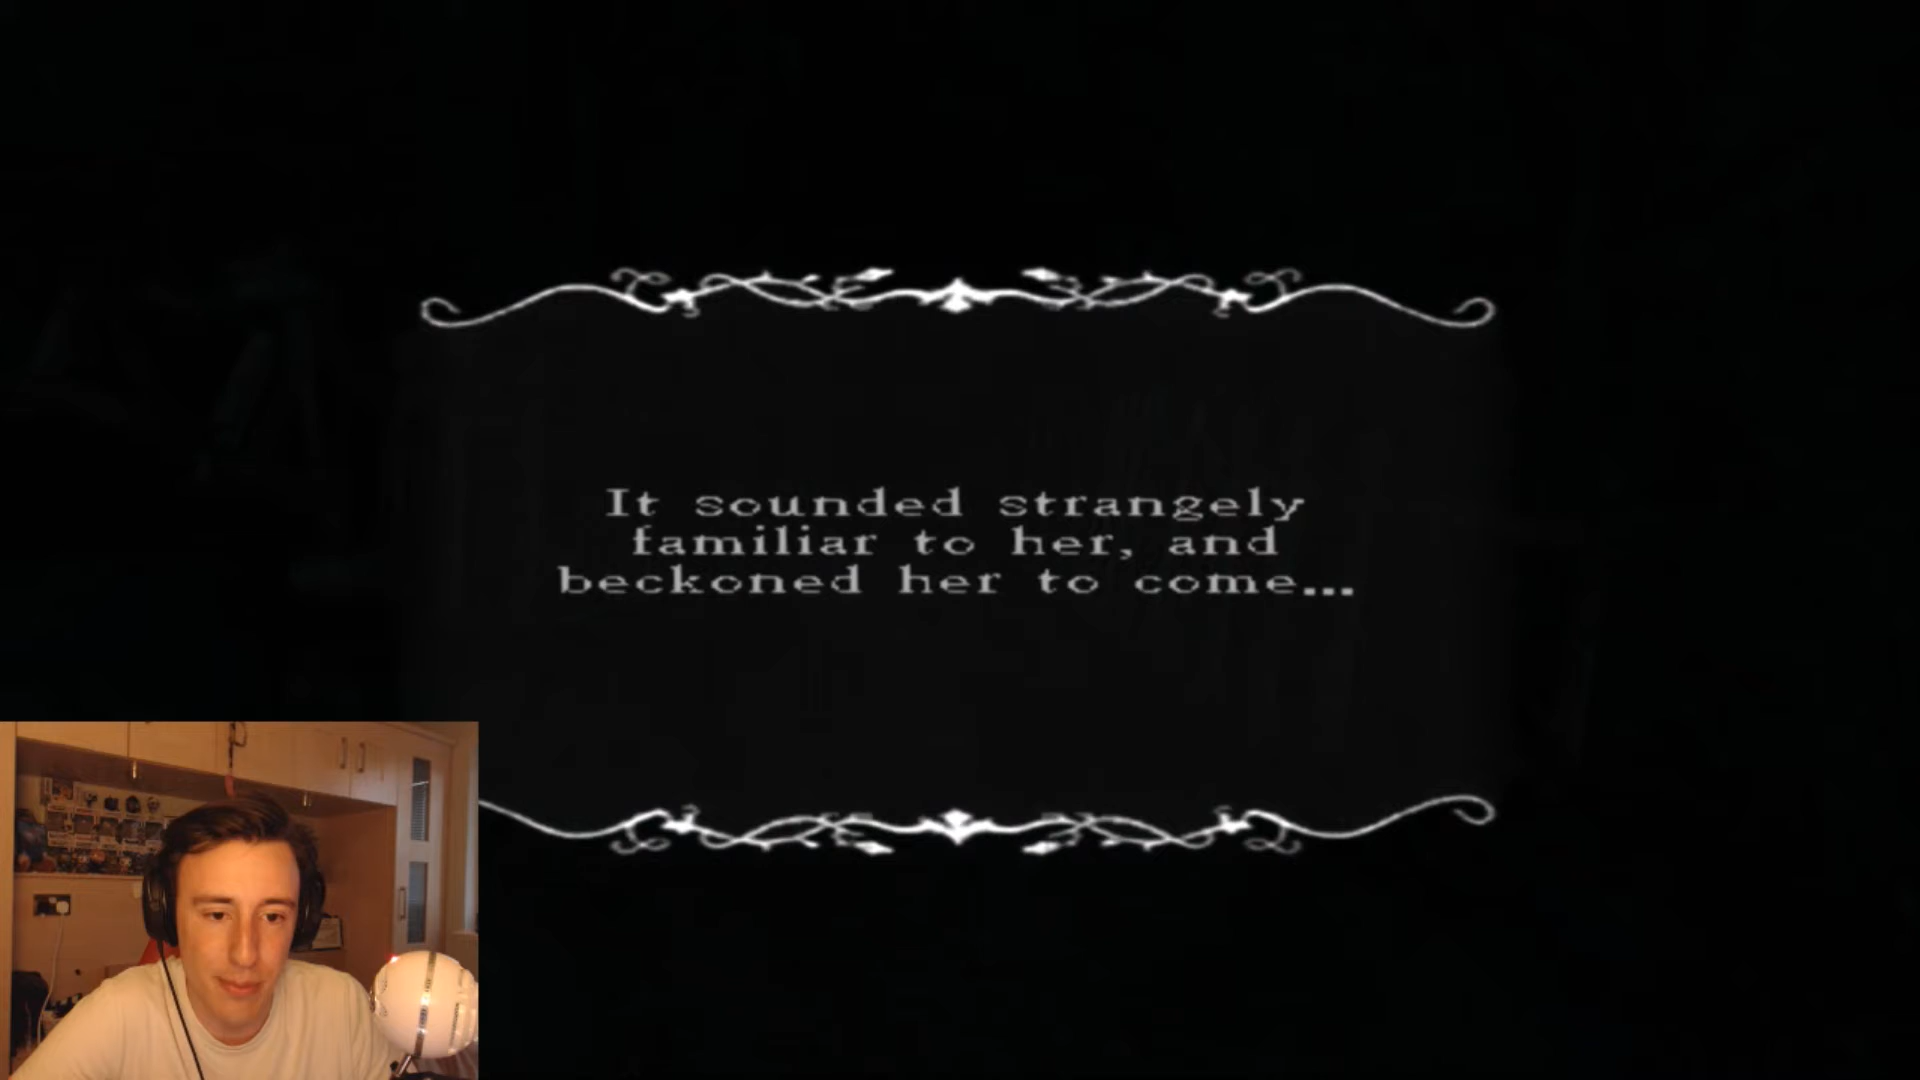 It sounded strangely
familiar to her, and
beckoned her to come...